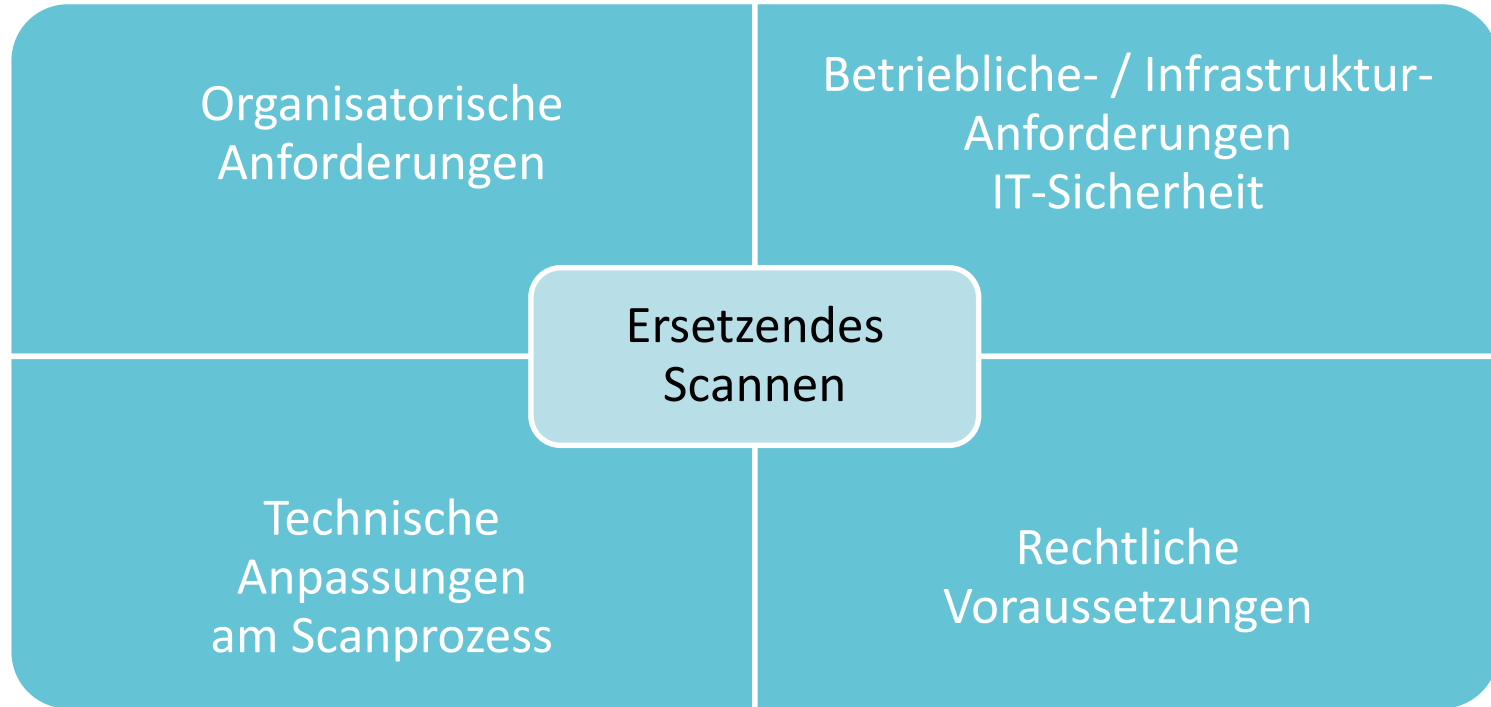 Organisatorische
Anforderungen
Betriebliche- / Infrastruktur-
Anforderungen
IT-Sicherheit
Ersetzendes
Scannen
Technische
Anpassungen
am Scanprozess
Rechtliche
Voraussetzungen